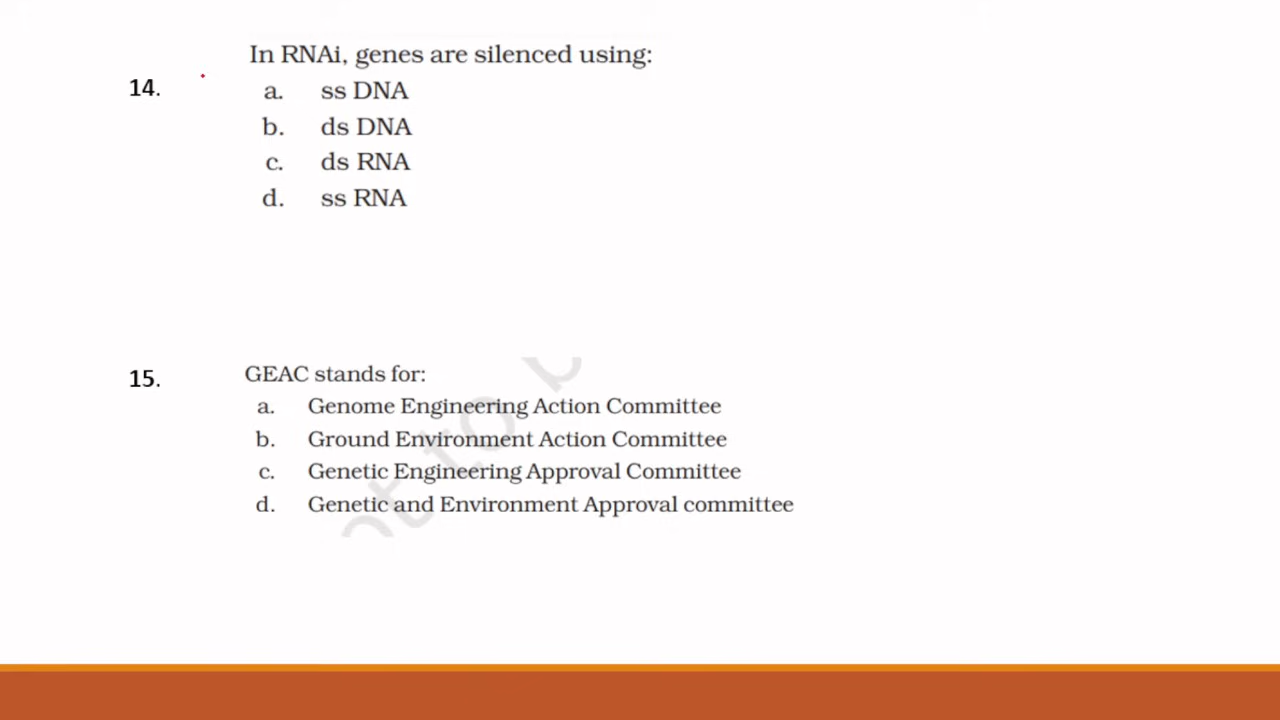 In RNAi, genes are silenced using:
14.
a. ss DNA
b. ds DNA
c. ds RNA
d. ss RNA
15. GEAC stands for:
a. Genome Engineering Action Committee
b. Ground Environment Action Committee
c. Genetic Engineering Approval Committee
d. Genetic and Environment Approval committee